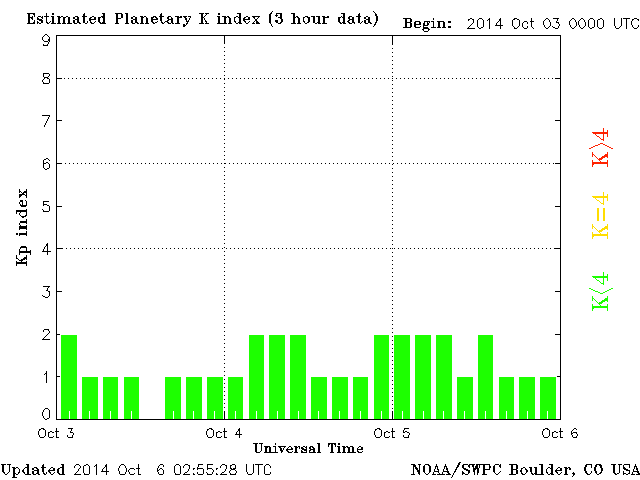 Estimated Planetary K index (3 hour data) Begin: 2014 Oct 03 0000 UTC
9
8
7
6
5
4
3
2
1
0
Kp index
K>4
K=4
K<4
Oct 3 Oct 4 Oct 5 Oct 6
Universal Time
Updated 2014 Oct 6 02:55:28 UTC NOAA/SWPC Boulder, CO USA